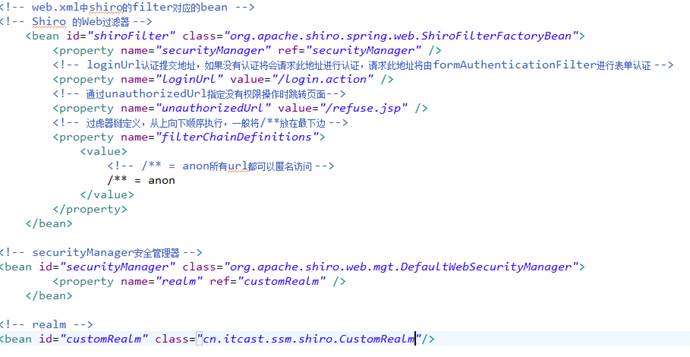 <!-- web.xml中shiro的filter对应的bean -->
<!-- Shiro 的Web过滤器 -->
<bean id="shiroFilter" class="org.apache.shiro.spring.web.ShiroFilterFactoryBean">
<property name="securityManager" ref="securityManager" />
<!-- loginUrl认证提交地址，如果没有认证将会请求此地址进行认证，请求此地址将由formAuthenticationFilter进行表单认证 -->
<property name="loginUrl" value="/login.action" />
<!-- 通过unauthorizedUrl指定没有权限操作时跳转页面-->
<property name="unauthorizedUrl" value="/refuse.jsp" />
<!-- 过滤器链定义，从上向下顺序执行，一般将/**放在最下边 -->
<property name="filterChainDefinitions">
<value>
<!-- /** = anon所有url都可以匿名访问 -->
/** = anon
</value>
</property>
</bean>
<!-- securityManager安全管理器 -->
<bean id="securityManager" class="org.apache.shiro.web.mgt.DefaultWebSecurityManager">
<property name="realm" ref="customRealm" />
</bean>
<!-- realm -->
<bean id="customRealm" class="cn.itcast.ssm.shiro.CustomRealm"/>